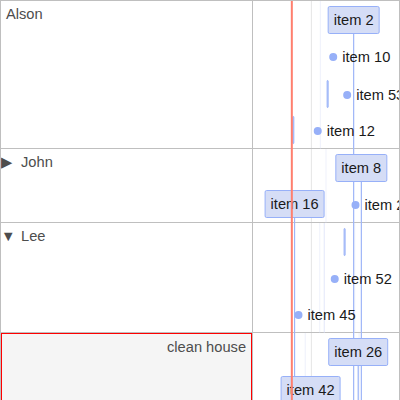 Alson
item 2
item 10
item 53
item 12
▶ John
item 8
item 16
item 2
▼ Lee
item 52
item 45
clean house
item 26
item 42